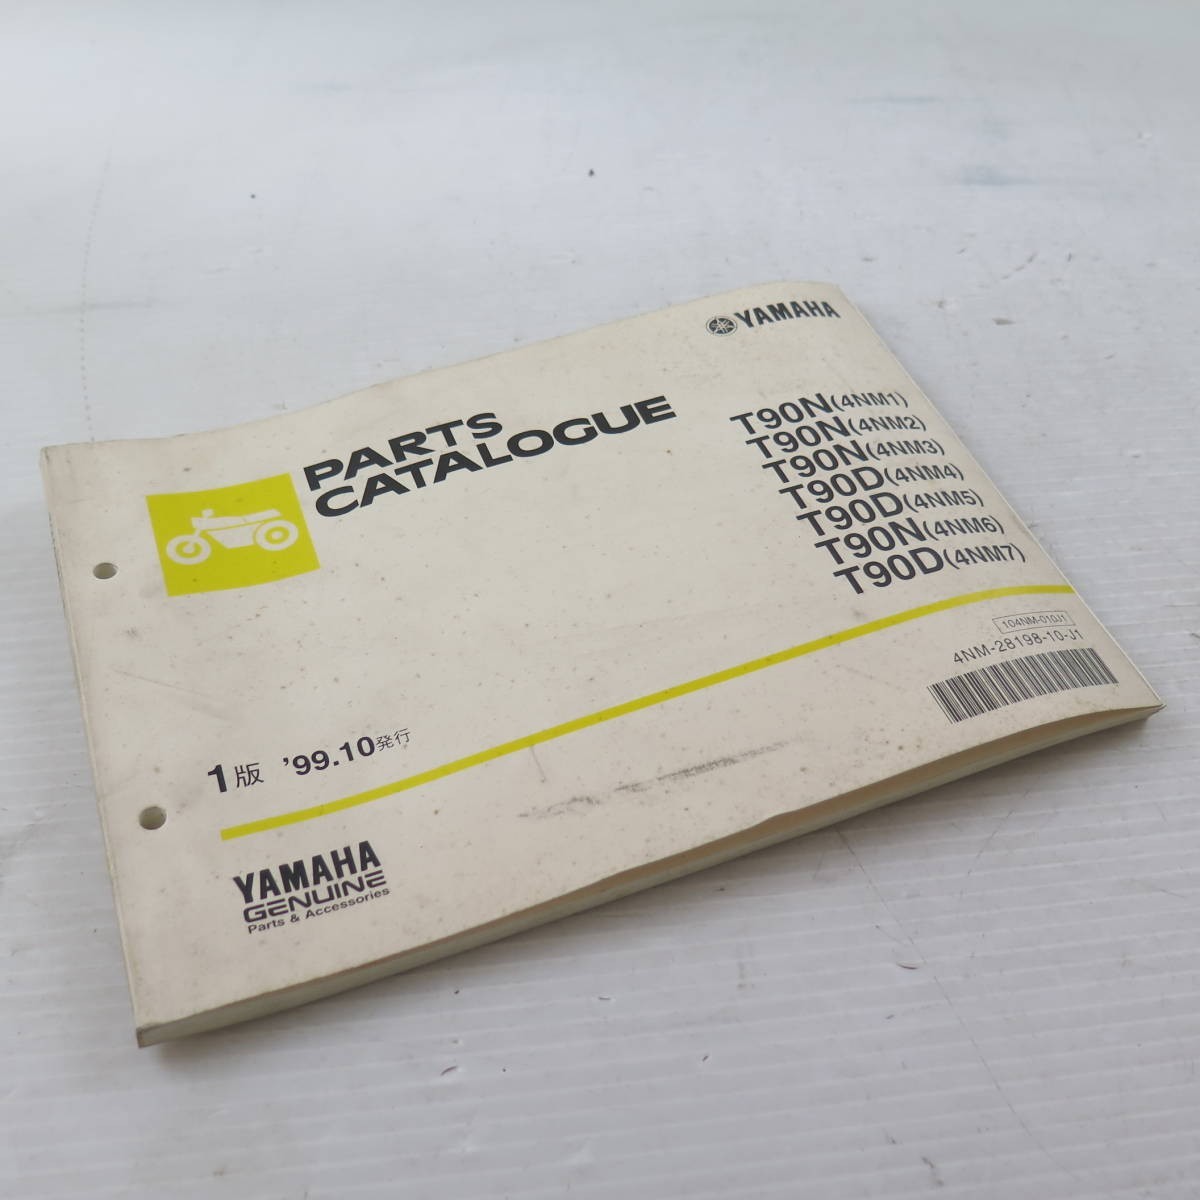 YAMAHA
PARTS
CATALOGUE
T90N(4NM1)
T90N(4NM2)
T90N(4NM3)
T90D(4NM4)
T90D(4NM5)
T90N(4NM6)
T90D(4NM7)
104NM-010J1
4NM-28198-10-J1
1版 '99.10発行
YAMAHA
GENUINE
Parts & Accessories